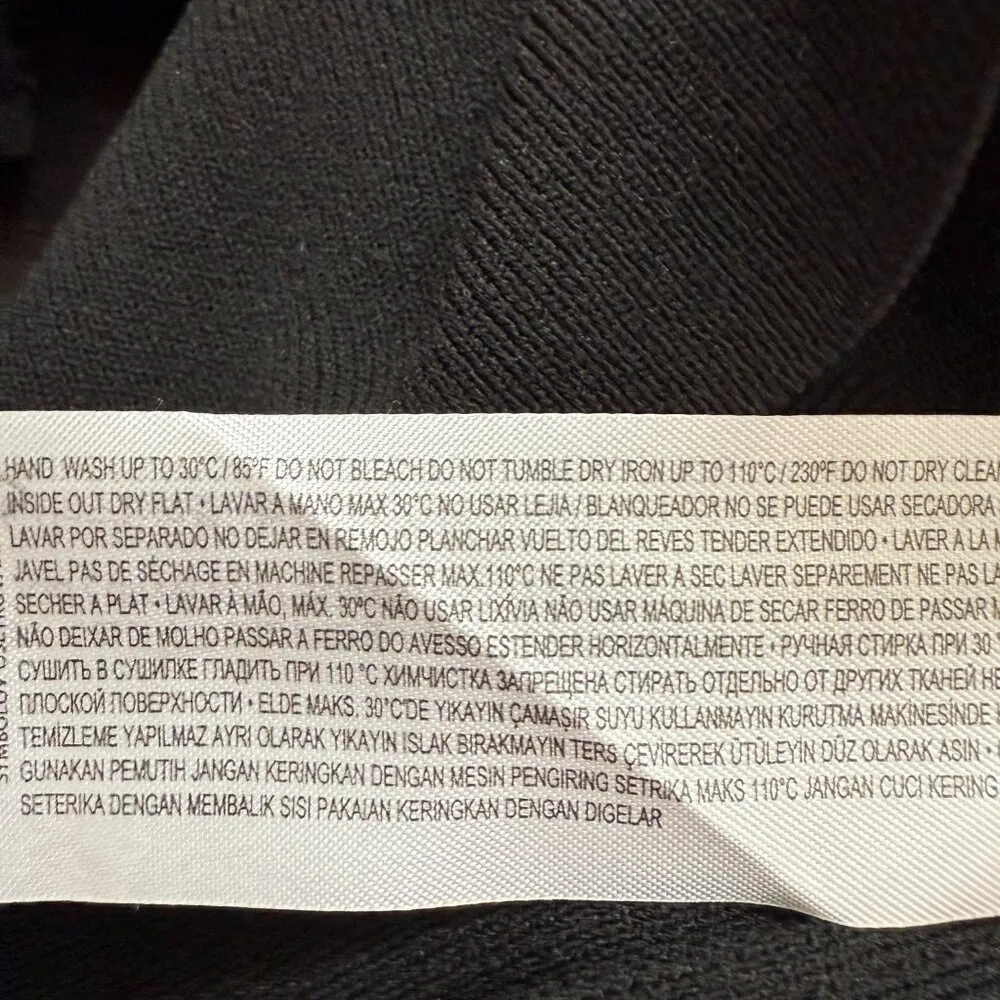 HAND WASH UP TO 30°C / 85ºF DO NOT BLEACH DO NOT TUMBLE DRY IRON UP TO 110°C / 230ºF DO NOT DRY CLEA
INSIDE OUT DRY FLAT • LAVAR A MANO MAX 30°C NO USAR LEJIA / BLANQUEADOR NO SE PUEDE USAR SECADORA
LAVAR POR SEPARADO NO DEJAR EN REMOJO PLANCHAR VUELTO DEL REVES TENDER EXTENDIDO • LAVER A LA
JAVEL PAS DE SÉCHAGE EN MACHINE REPASSER MAX.110°C NE PAS LAVER A SEC LAVER SEPAREMENT NE PAS
SECHER A PLAT • LAVAR À MÃO, MÁX. 30ºC NÃO USAR LIXÍVIA NÃO USAR MÁQUINA DE SECAR FERRO DE PASSAR
NÃO DEIXAR DE MOLHO PASSAR A FERRO DO AVESSO ESTENDER HORIZONTALMENTE • РУЧНАЯ СТИРКА ПРИ 30
СУШИТЬ В СУШИЛКЕ ГЛАДИТЬ ПРИ 110 °C ХИМЧИСТКА ЗАПРЕЩЕНА СТИРАТЬ ОТДЕЛЬНО ОТ ДРУГИХ ТКАНЕЙ НЕ
ПЛОСКОЙ ПОВЕРХНОСТИ • ELDE MAKS. 30°C'DE YIKAYIN ÇAMAŞIR SUYU KULLANMAYIN KURUTMA MAKİNESİNDE
TEMİZLEME YAPILMAZ AYRI OLARAK YIKAYIN ISLAK BIRAKMAYIN TERS ÇEVİREREK ÜTÜLEYİN DÜZ OLARAK ASIN •
GUNAKAN PEMUTIH JANGAN KERINGKAN DENGAN MESIN PENGIRING SETRIKA MAKS 110°C JANGAN CUCI KERING
SETERIKA DENGAN MEMBALIK SISI PAKAIAN KERINGKAN DENGAN DIGELAR